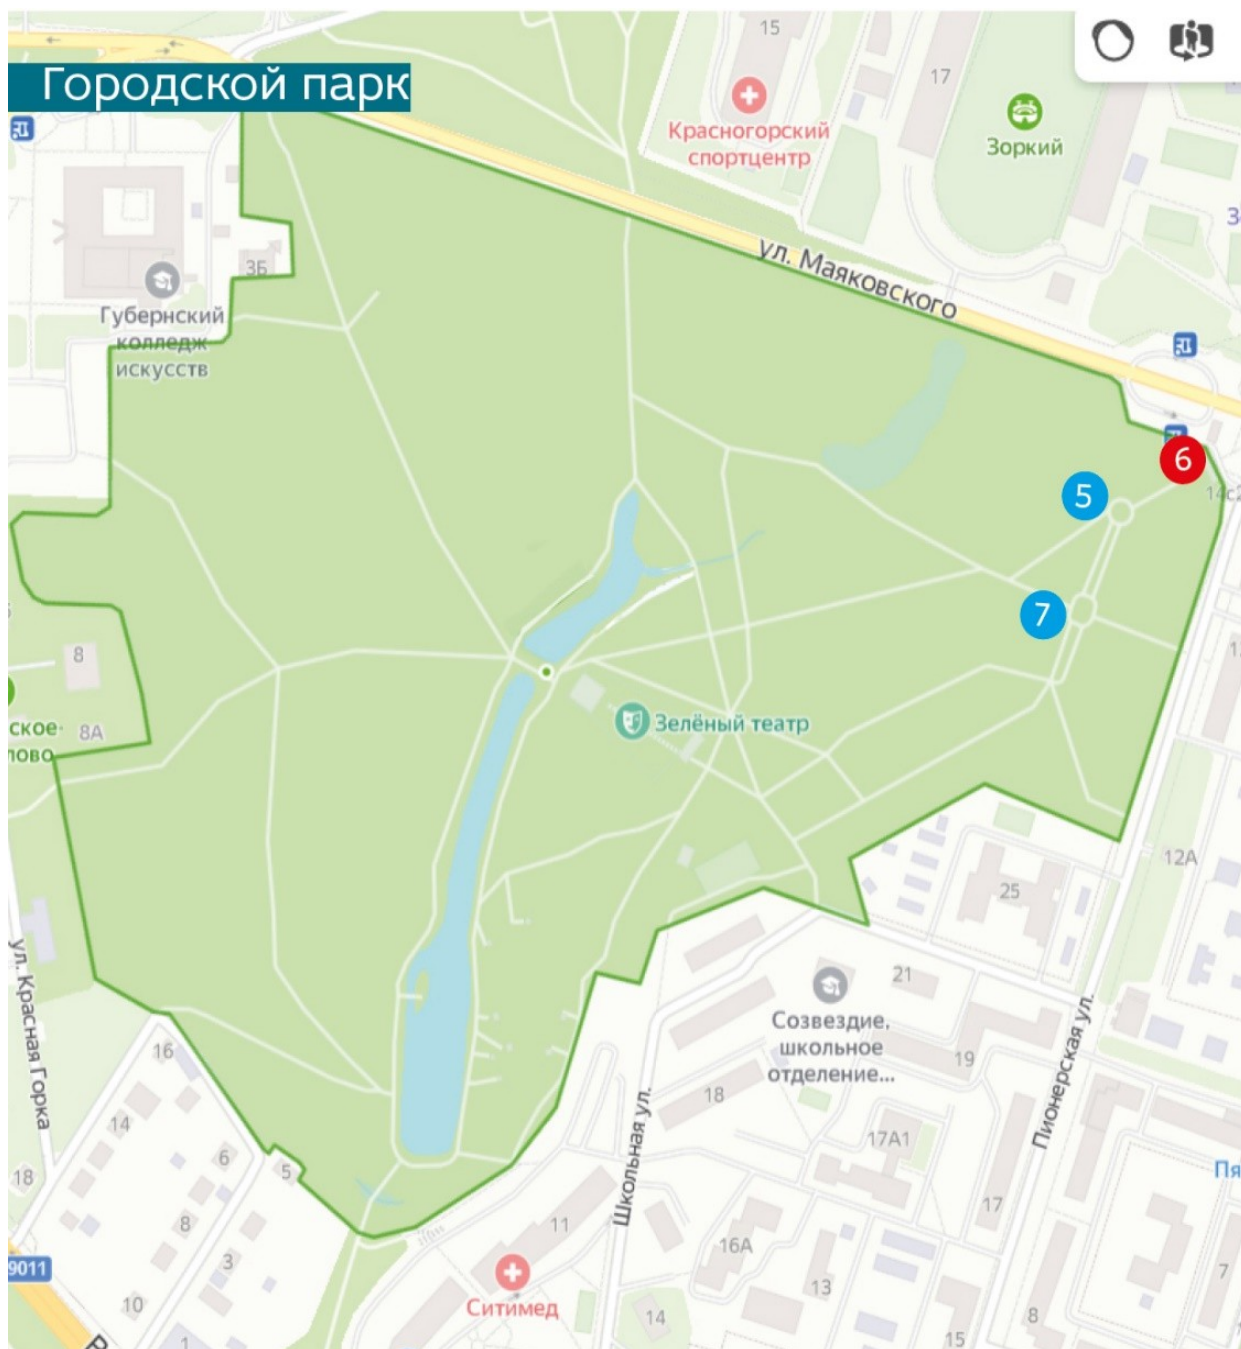 Городской парк
15
17
Красногорский
спортцентр
Зоркий
3Б
ул. Маяковского
Губернский
колледж
искусств
6
5
14с2
7
8
8А
ское-
лово
Зелёный театр
12А
25
21
ул. Красная Горка
16
Созвездие,
школьное
отделение...
19
18
14
17А1
Пионерская ул.
Школьная ул.
6
5
18
Пя
8
17
11
16А
3
9011
13
7
Ситимед
10
14
8
15
1